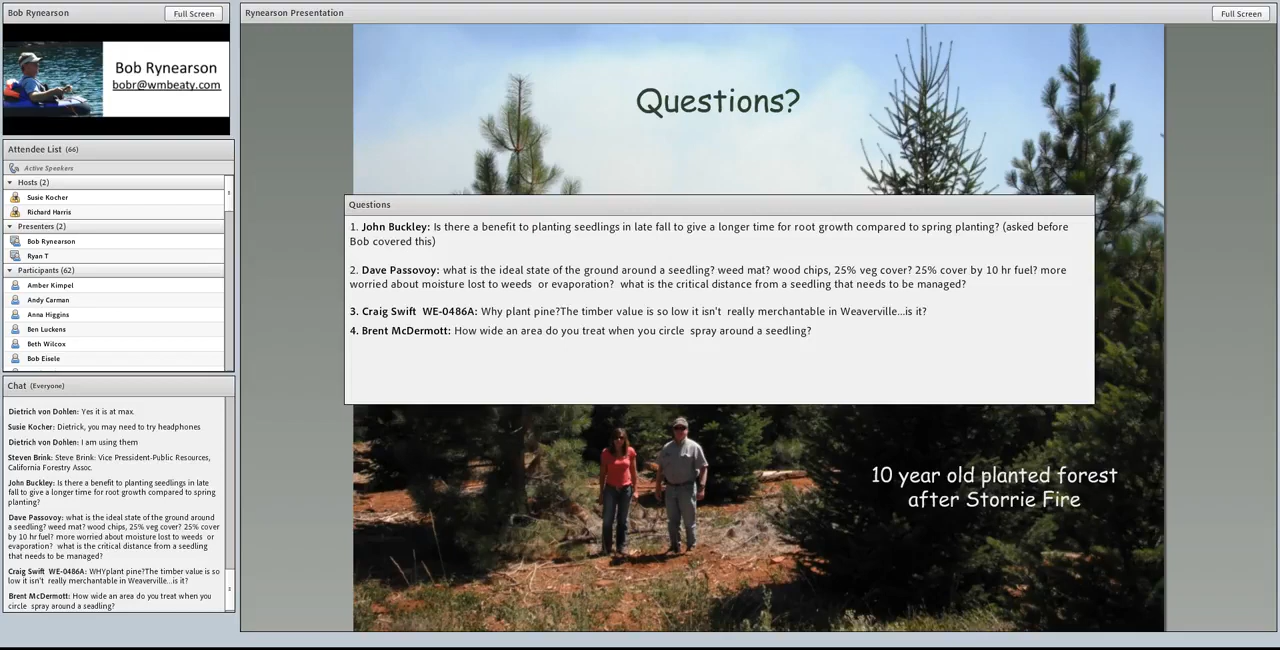 Bob Rynearson
Full Screen
Bob Rynearson
bobr@wmbeaty.com
Attendee List (66)
Active Speakers
Hosts (2)
Susie Kocher
Richard Harris
Presenters (2)
Bob Rynearson
Ryan T
Participants (62)
Amber Kimpel
Andy Carman
Anna Higgins
Ben Luckens
Beth Wilcox
Bob Eisele
Chat (Everyone)
Dietrich von Dohlen: Yes it is at max.
Susie Kocher: Dietrick, you may need to try headphones
Dietrich von Dohlen: I am using them
Steven Brink: Steve Brink: Vice President-Public Resources,
California Forestry Assoc.
John Buckley: Is there a benefit to planting seedlings in late
fall to give a longer time for root growth compared to spring
planting?
Dave Passovoy: what is the ideal state of the ground around
a seedling? weed mat? wood chips, 25% veg cover? 25% cover
by 10 hr fuel? more worried about moisture lost to weeds or
evaporation? what is the critical distance from a seedling
that needs to be managed?
Craig Swift WE-0486A: WHYplant pine?The timber value is so
low it isn't really merchantable in Weaverville...is it?
Brent McDermott: How wide an area do you treat when you
circle spray around a seedling?
Rynearson Presentation
Full Screen
Questions?
Questions
1. John Buckley: Is there a benefit to planting seedlings in late fall to give a longer time for root growth compared to spring planting? (asked before
Bob covered this)
2. Dave Passovoy: what is the ideal state of the ground around a seedling? weed mat? wood chips, 25% veg cover? 25% cover by 10 hr fuel? more
worried about moisture lost to weeds or evaporation? what is the critical distance from a seedling that needs to be managed?
3. Craig Swift WE-0486A: Why plant pine?The timber value is so low it isn't really merchantable in Weaverville...is it?
4. Brent McDermott: How wide an area do you treat when you circle spray around a seedling?
10 year old planted forest
after Storrie Fire